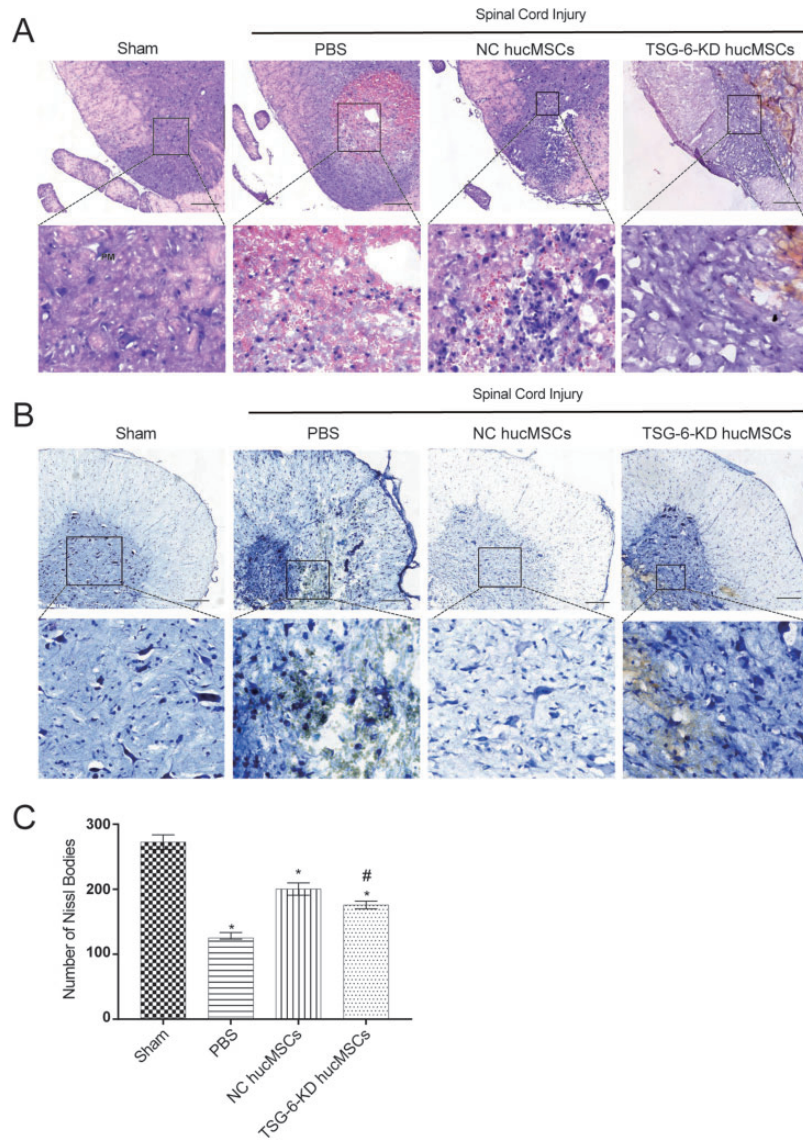 A
Spinal Cord Injury
Sham
PBS
NC hucMSCs
TSG-6-KD hucMSCs
Spinal Cord Injury
B
Sham
PBS
NC hucMSCs
TSG-6-KD hucMSCs
C
Number of Nissl Bodies
300
200
100
0
*
*
#
*
Sham
PBS
NC hucMSCs
TSG-6-KD hucMSCs